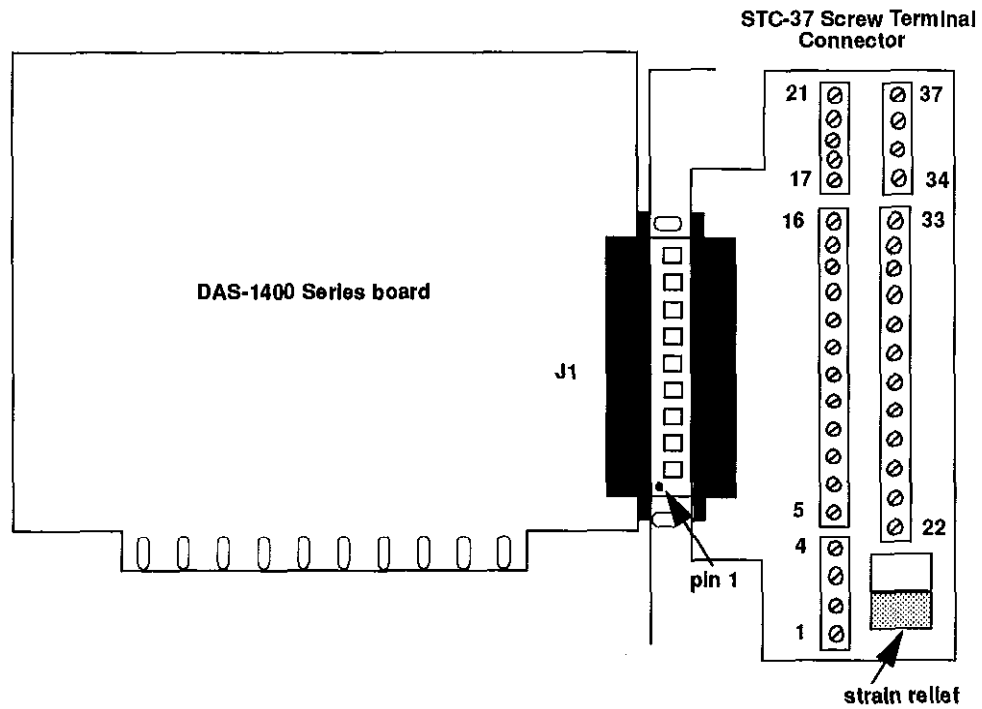 STC-37 Screw Terminal
Connector
21
37
17
34
16
33
DAS-1400 Series board
J1
5
22
4
pin 1
1
strain relief